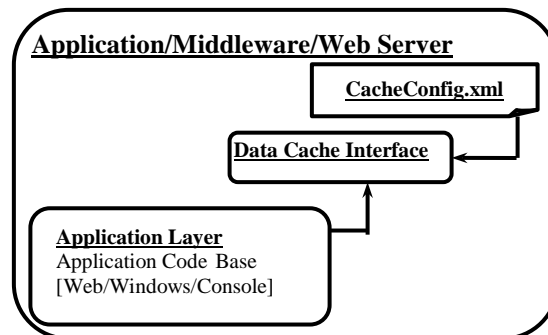 Application/Middleware/Web Server
CacheConfig.xml
Data Cache Interface
Application Layer
Application Code Base
[Web/Windows/Console]